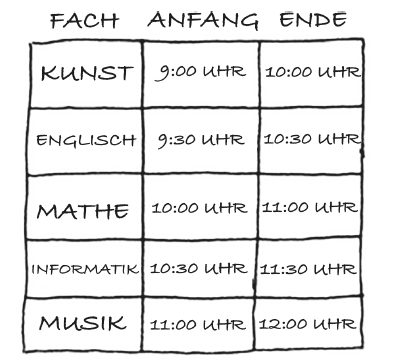 FACH ANFANG ENDE
KUNST 9:00 UHR 10:00 UHR
ENGLISCH 9:30 UHR 10:30 UHR
MATHE 10:00 UHR 11:00 UHR
INFORMATIK 10:30 UHR 11:30 UHR
MUSIK 11:00 UHR 12:00 UHR